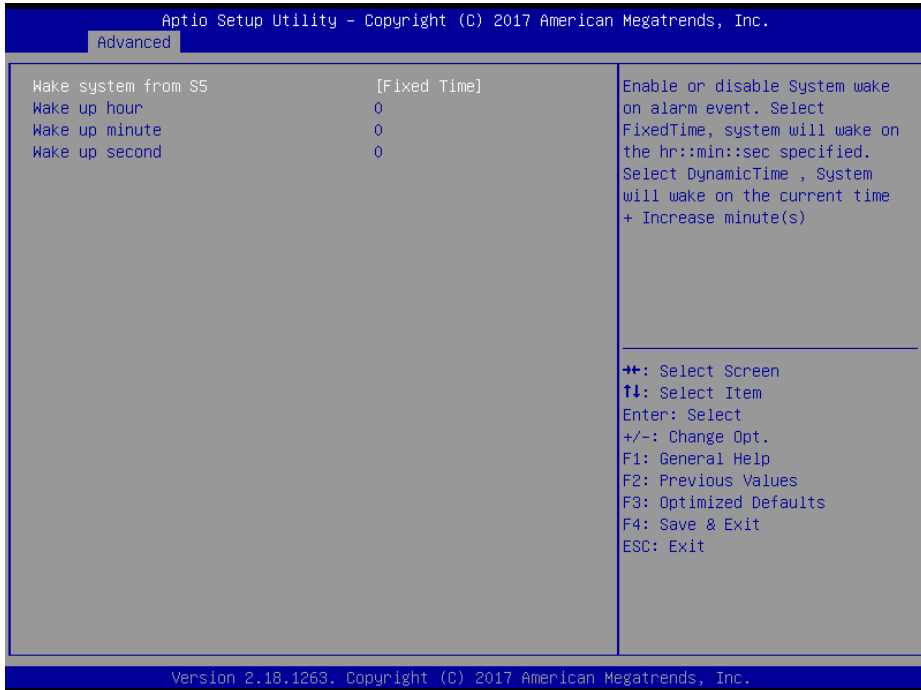 Aptio Setup Utility – Copyright (C) 2017 American Megatrends, Inc.
Advanced
Wake system from S5 [Fixed Time]
Wake up hour 0
Wake up minute 0
Wake up second 0
Enable or disable System wake
on alarm event. Select
FixedTime, system will wake on
the hr::min::sec specified.
Select DynamicTime , System
will wake on the current time
+ Increase minute(s)
→←: Select Screen
↑↓: Select Item
Enter: Select
+/-: Change Opt.
F1: General Help
F2: Previous Values
F3: Optimized Defaults
F4: Save & Exit
ESC: Exit
Version 2.18.1263. Copyright (C) 2017 American Megatrends, Inc.